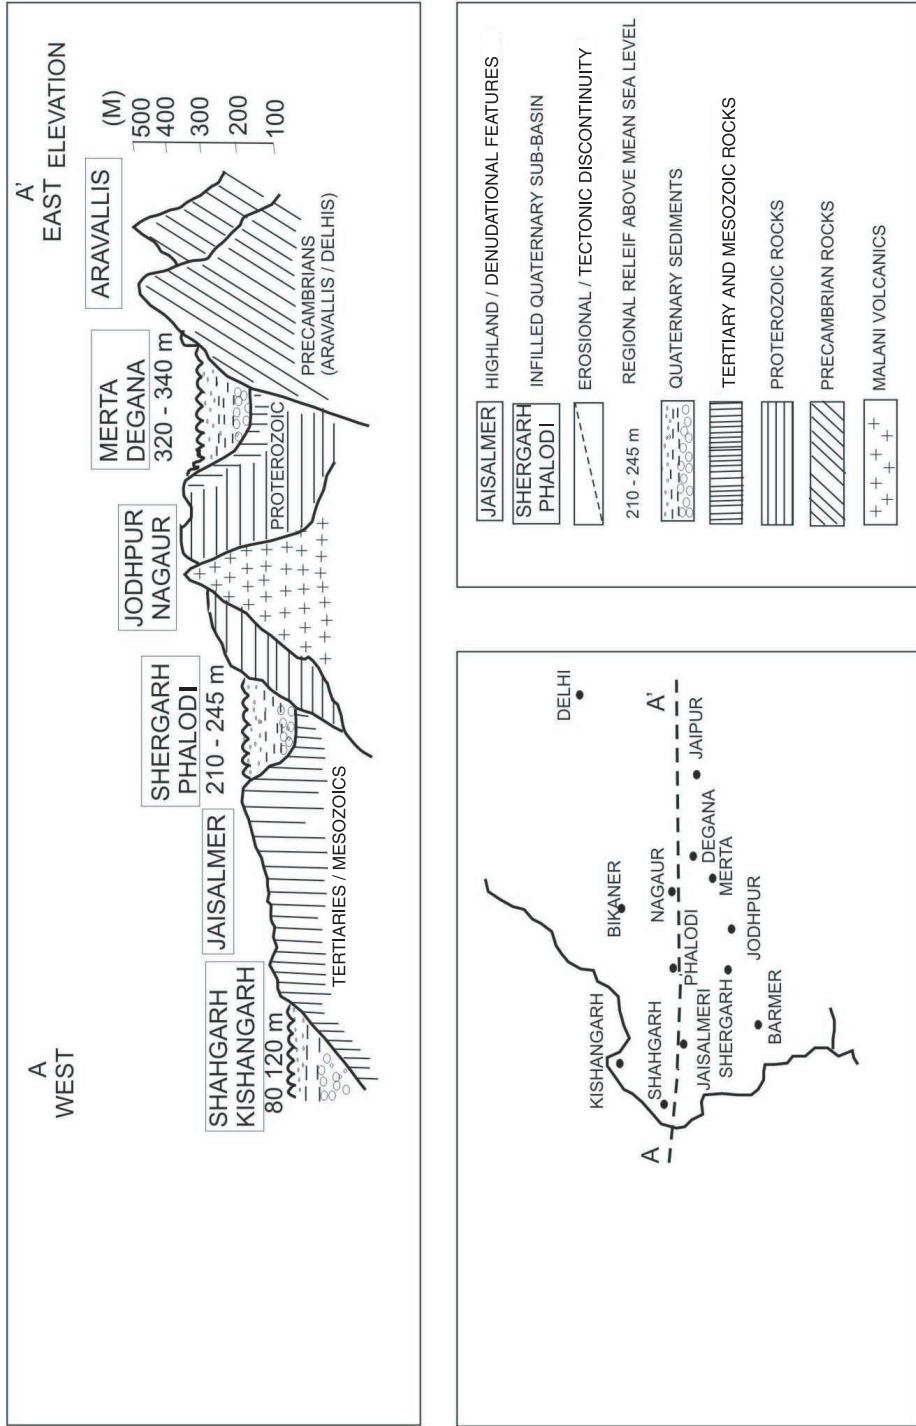 A
WEST
A'
EAST
ELEVATION
(M)
500
400
300
200
100
SHAHGARH
KISHANGARH
80 120 m
JAISALMER
SHERGARH
PHALODI
210 - 245 m
JODHPUR
NAGAUR
MERTA
DEGANA
320 - 340 m
ARAVALLIS
TERTIARIES / MESOZOICS
PROTEROZOIC
PRECAMBRIANS
(ARAVALLIS / DELHIS)
DELHI
BIKANER
KISHANGARH
SHAHGARH
NAGAUR
A
A'
PHALODI
JAISALMERI
SHERGARH
DEGANA
MERTA
JAIPUR
JODHPUR
BARMER
JAISALMER HIGHLAND / DENUDATIONAL FEATURES
SHERGARH
PHALODI
INFILLED QUATERNARY SUB-BASIN
EROSIONAL / TECTONIC DISCONTINUITY
210 - 245 m REGIONAL RELEIF ABOVE MEAN SEA LEVEL
QUATERNARY SEDIMENTS
TERTIARY AND MESOZOIC ROCKS
PROTEROZOIC ROCKS
PRECAMBRIAN ROCKS
MALANI VOLCANICS